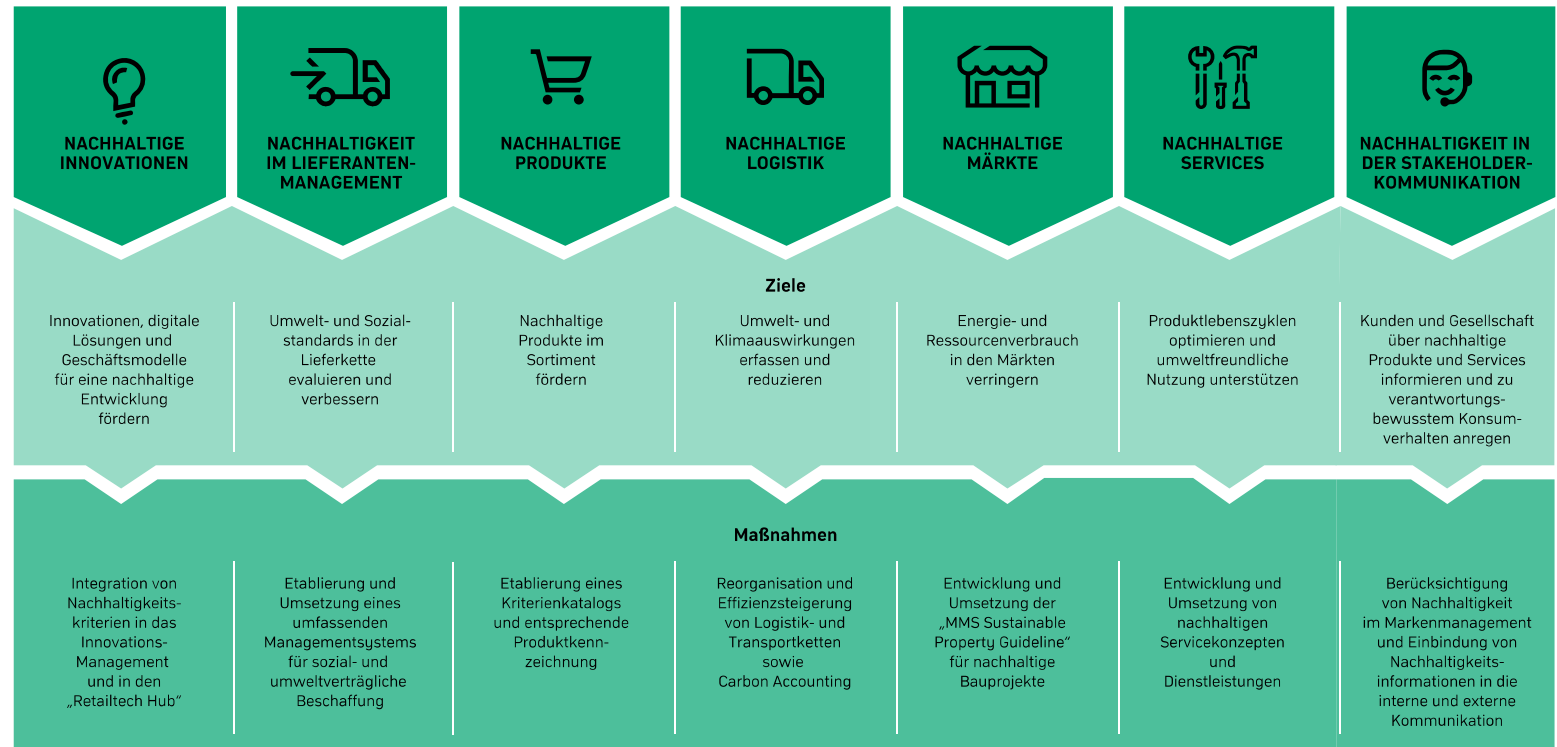 NACHHALTIGE
INNOVATIONEN
NACHHALTIGKEIT
IM LIEFERANTEN-
MANAGEMENT
NACHHALTIGE
PRODUKTE
NACHHALTIGE
LOGISTIK
NACHHALTIGE
MÄRKTE
NACHHALTIGE
SERVICES
NACHHALTIGKEIT IN
DER STAKEHOLDER-
KOMMUNIKATION
Ziele
Innovationen, digitale
Lösungen und
Geschäftsmodelle
für eine nachhaltige
Entwicklung
fördern
Umwelt- und Sozial-
standards in der
Lieferkette
evaluieren und
verbessern
Nachhaltige
Produkte im
Sortiment
fördern
Umwelt- und
Klimaauswirkungen
erfassen und
reduzieren
Energie- und
Ressourcenverbrauch
in den Märkten
verringern
Produktlebenszyklen
optimieren und
umweltfreundliche
Nutzung unterstützen
Kunden und Gesellschaft
über nachhaltige
Produkte und Services
informieren und zu
verantwortungs-
bewusstem Konsum-
verhalten anregen
Maßnahmen
Integration von
Nachhaltigkeits-
kriterien in das
Innovations-
Management
und in den
„Retailtech Hub“
Etablierung und
Umsetzung eines
umfassenden
Managementsystems
für sozial- und
umweltverträgliche
Beschaffung
Etablierung eines
Kriterienkatalogs
und entsprechende
Produktkenn-
zeichnung
Reorganisation und
Effizienzsteigerung
von Logistik- und
Transportketten
sowie
Carbon Accounting
Entwicklung und
Umsetzung der
„MMS Sustainable
Property Guideline“
für nachhaltige
Bauprojekte
Entwicklung und
Umsetzung von
nachhaltigen
Servicekonzepten
und
Dienstleistungen
Berücksichtigung
von Nachhaltigkeit
im Markenmanagement
und Einbindung von
Nachhaltigkeits-
informationen in die
interne und externe
Kommunikation